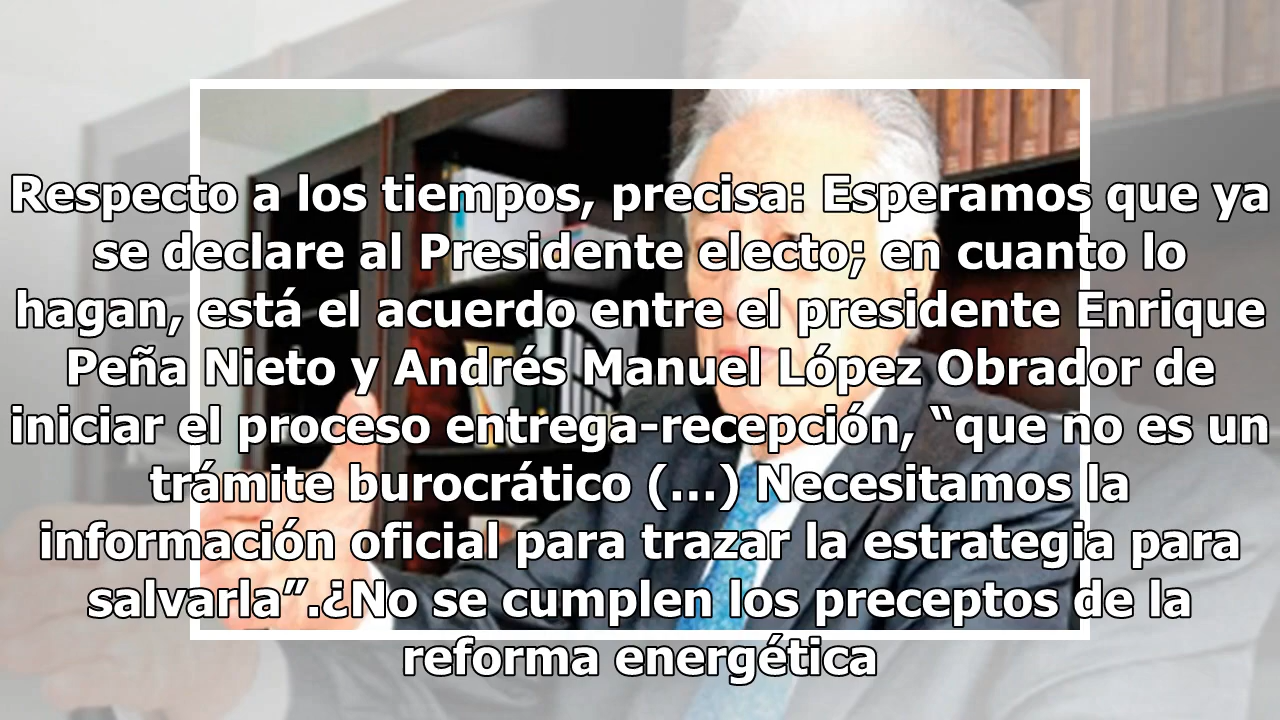 Respecto a los tiempos, precisa: Esperamos que ya
se declare al Presidente electo; en cuanto lo
hagan, está el acuerdo entre el presidente Enrique
Peña Nieto y Andrés Manuel López Obrador de
iniciar el proceso entrega-recepción, “que no es un
trámite burocrático (…) Necesitamos la
información oficial para trazar la estrategia para
salvarla”.¿No se cumplen los preceptos de la
reforma energética